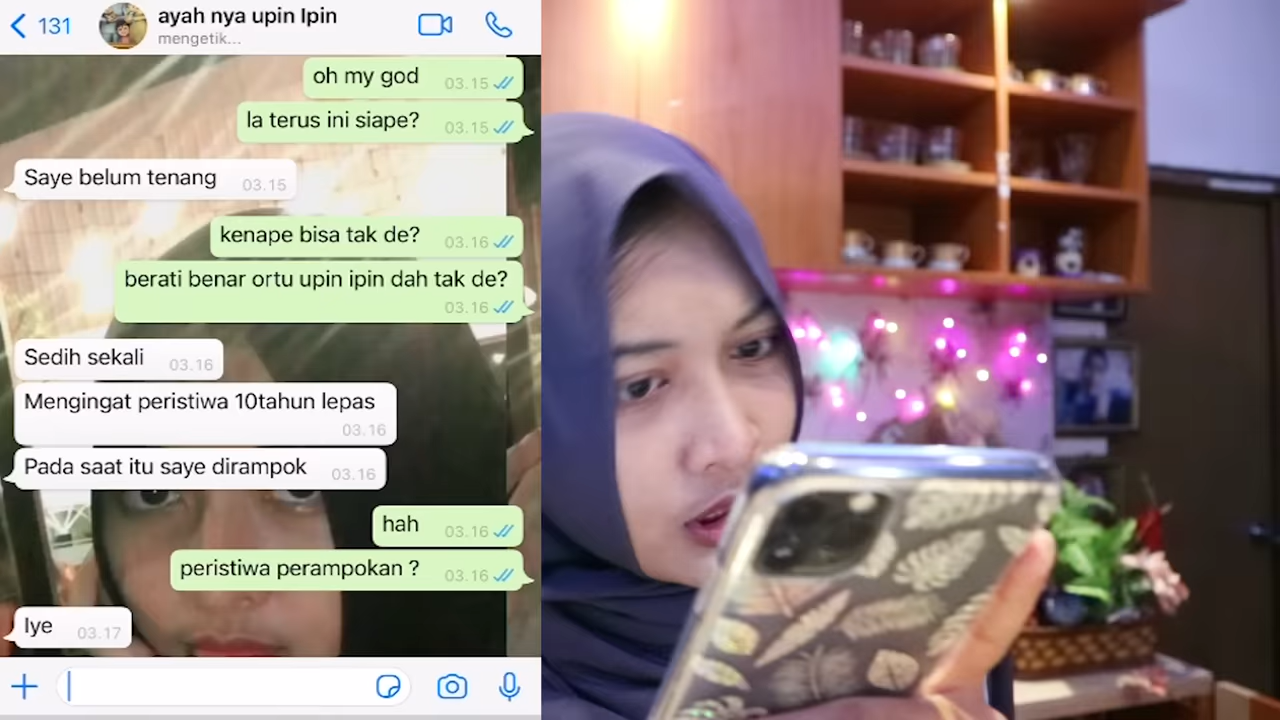 131
ayah nya upin Ipin
mengetik...
oh my god 03.15
la terus ini siape? 03.15
Saye belum tenang 03.15
kenape bisa tak de? 03.16
berati benar ortu upin ipin dah tak de?
03.16
Sedih sekali 03.16
Mengingat peristiwa 10tahun lepas
03.16
Pada saat itu saye dirampok 03.16
hah 03.16
peristiwa perampokan ? 03.16
Iye 03.17